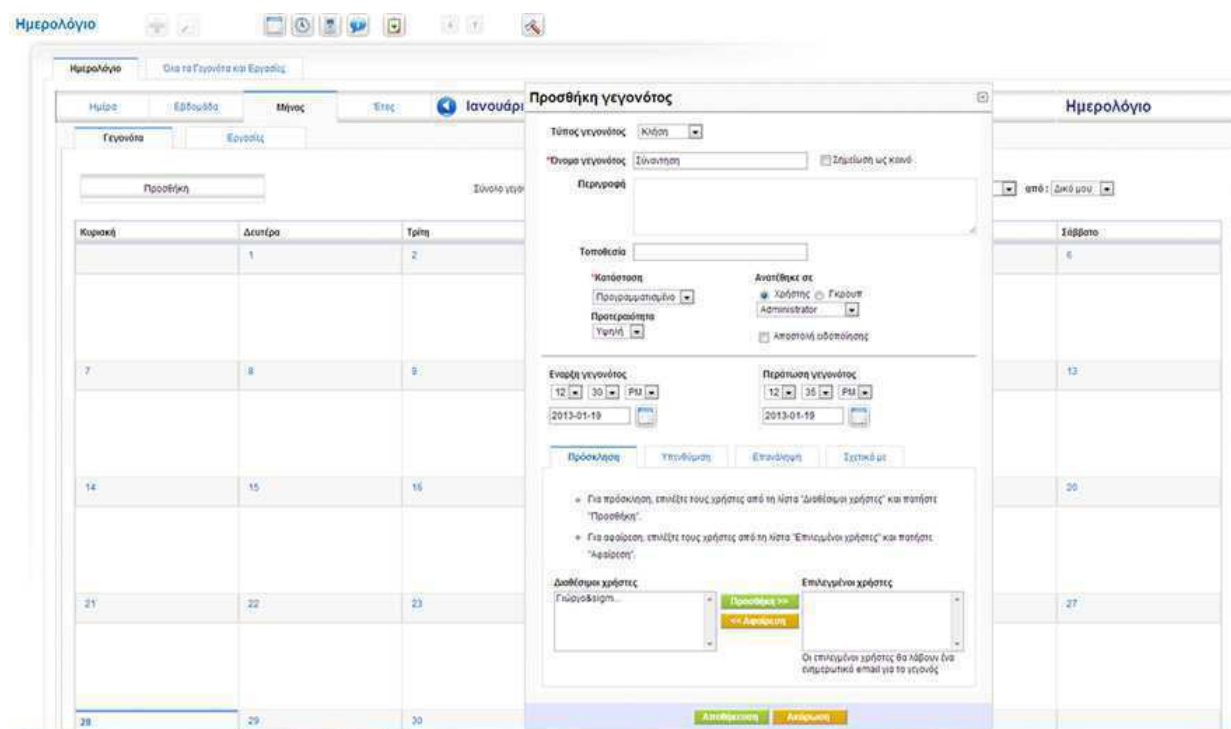 Ημερολόγιο
Ημερολόγιο Όλα τα Γεγονότα και Εργασίες
Ημέρα Εβδομάδα Μήνας Έτος Ιανουάρι Ημερολόγιο
Γεγονότα Εργασίες
Προσθήκη Σύνολο γεγον από : Δικό μου
Κυριακή Δευτέρα Τρίτη Σάββατο
1 2 6
7 8 9 13
14 15 16 20
21 22 23 27
28 29 30
Προσθήκη γεγονότος
Τύπος γεγονότος Κλήση
*Όνομα γεγονότος Σύναντηση Σημείωση ως κοινό
Περιγραφή
Τοποθεσία
*Κατάσταση Ανατέθηκε σε
Προγραμματισμένο Χρήστης Γκρουπ
Administrator
Προτεραιότητα
Υψηλή Αποστολή ειδοποίησης
Εναρξη γεγονότος Περάτωση γεγονότος
12 30 PM 12 35 PM
2013-01-19 2013-01-19
Πρόσκληση Υπενθύμιση Επανάληψη Σχετικό με
Για πρόσκληση, επιλέξτε τους χρήστες από τη λίστα "Διαθέσιμοι χρήστες" και πατήστε
"Προσθήκη".
Για αφαίρεση, επιλέξτε τους χρήστες από τη λίστα "Επιλεγμένοι χρήστες" και πατήστε
"Αφαίρεση".
Διαθέσιμοι χρήστες Επιλεγμένοι χρήστες
Γιώργο&sigm...
Προσθήκη >>
<< Αφαίρεση
Οι επιλεγμένοι χρήστες θα λάβουν ένα
ενημερωτικό email για το γεγονός
Αποθήκευση Ακύρωση